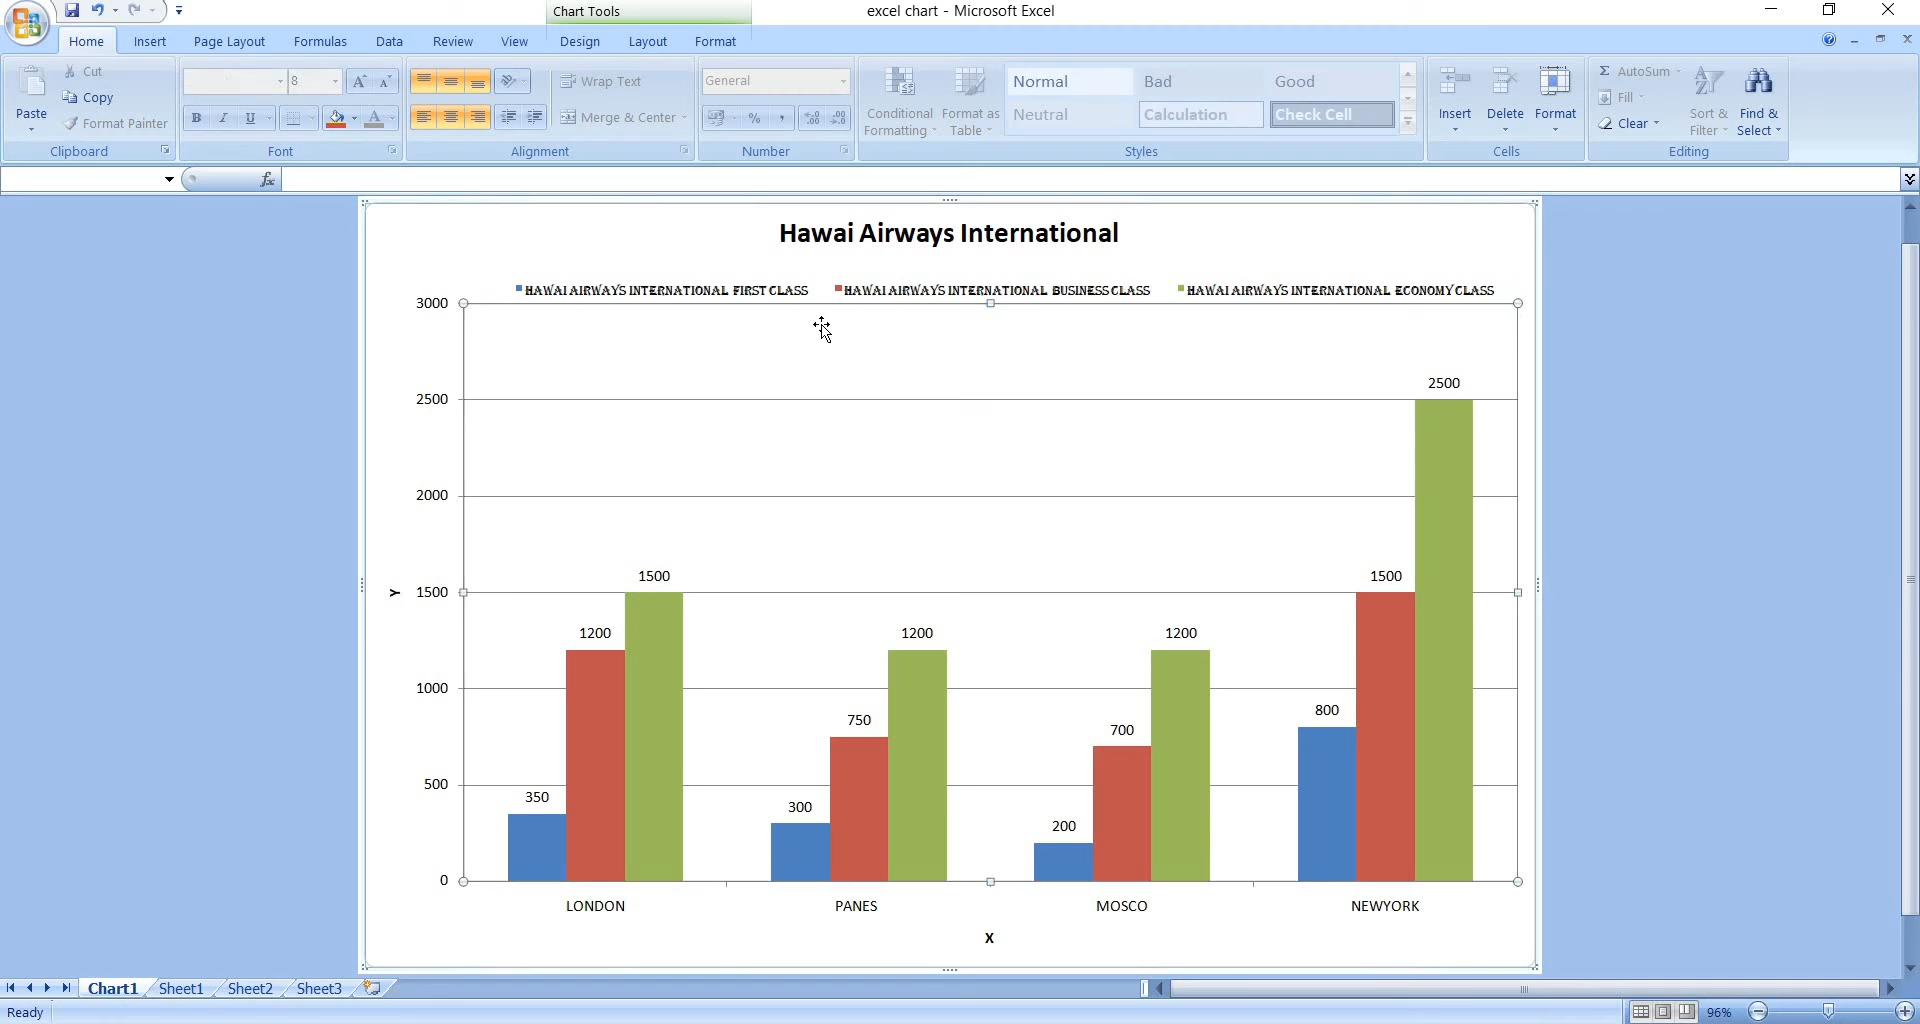 Chart Tools
excel chart - Microsoft Excel
Home Insert Page Layout Formulas Data Review View Design Layout Format
Paste
Cut
Copy
Format Painter
Clipboard
8
A A
B I U A
Font
Wrap Text
Merge & Center
Alignment
General
% ,
Number
Conditional Formatting
Format as Table
Normal Bad Good
Neutral Calculation Check Cell
Styles
Insert Delete Format
Cells
Σ AutoSum
Fill
Clear
Sort & Filter
Find & Select
Editing
fx
Hawai Airways International
HAWAI AIRWAYS INTERNATIONAL FIRST CLASS HAWAI AIRWAYS INTERNATIONAL BUSINESS CLASS HAWAI AIRWAYS INTERNATIONAL ECONOMY CLASS
3000
2500
2000
1500
1000
500
0
Y
350 1200 1500
300 750 1200
200 700 1200
800 1500 2500
LONDON PANES MOSCO NEWYORK
X
Chart1 Sheet1 Sheet2 Sheet3
Ready
96%